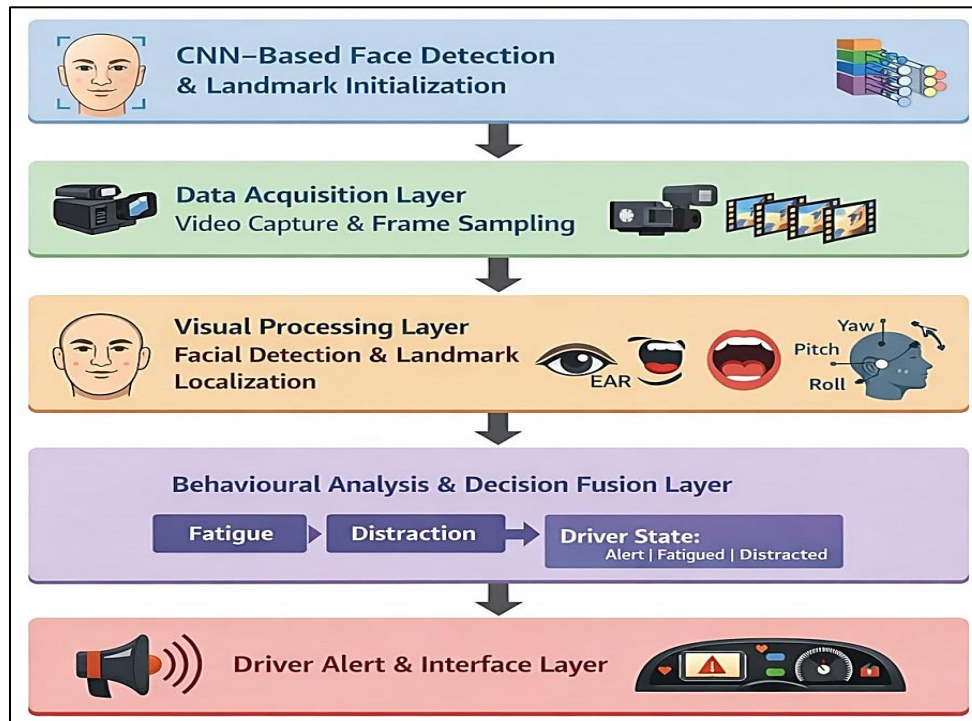 CNN–Based Face Detection
& Landmark Initialization
Data Acquisition Layer
Video Capture & Frame Sampling
Visual Processing Layer
Facial Detection & Landmark
Localization
EAR
Yaw
Pitch
Roll
Behavioural Analysis & Decision Fusion Layer
Fatigue
Distraction
Driver State:
Alert | Fatigued | Distracted
Driver Alert & Interface Layer